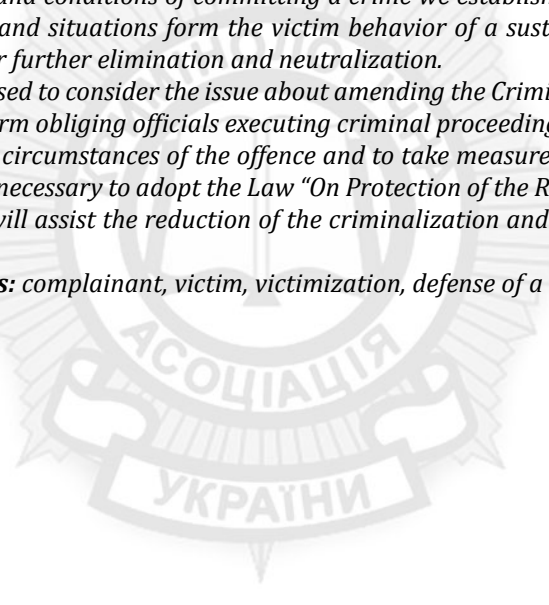 and conditions of committing a crime we establish
and situations form the victim behavior of a sust
r further elimination and neutralization.
sed to consider the issue about amending the Crimi
rm obliging officials executing criminal proceeding
circumstances of the offence and to take measure
necessary to adopt the Law “On Protection of the R
will assist the reduction of the criminalization and
s: complainant, victim, victimization, defense of a
АСОЦІАЦІЯ
УКРАЇНИ